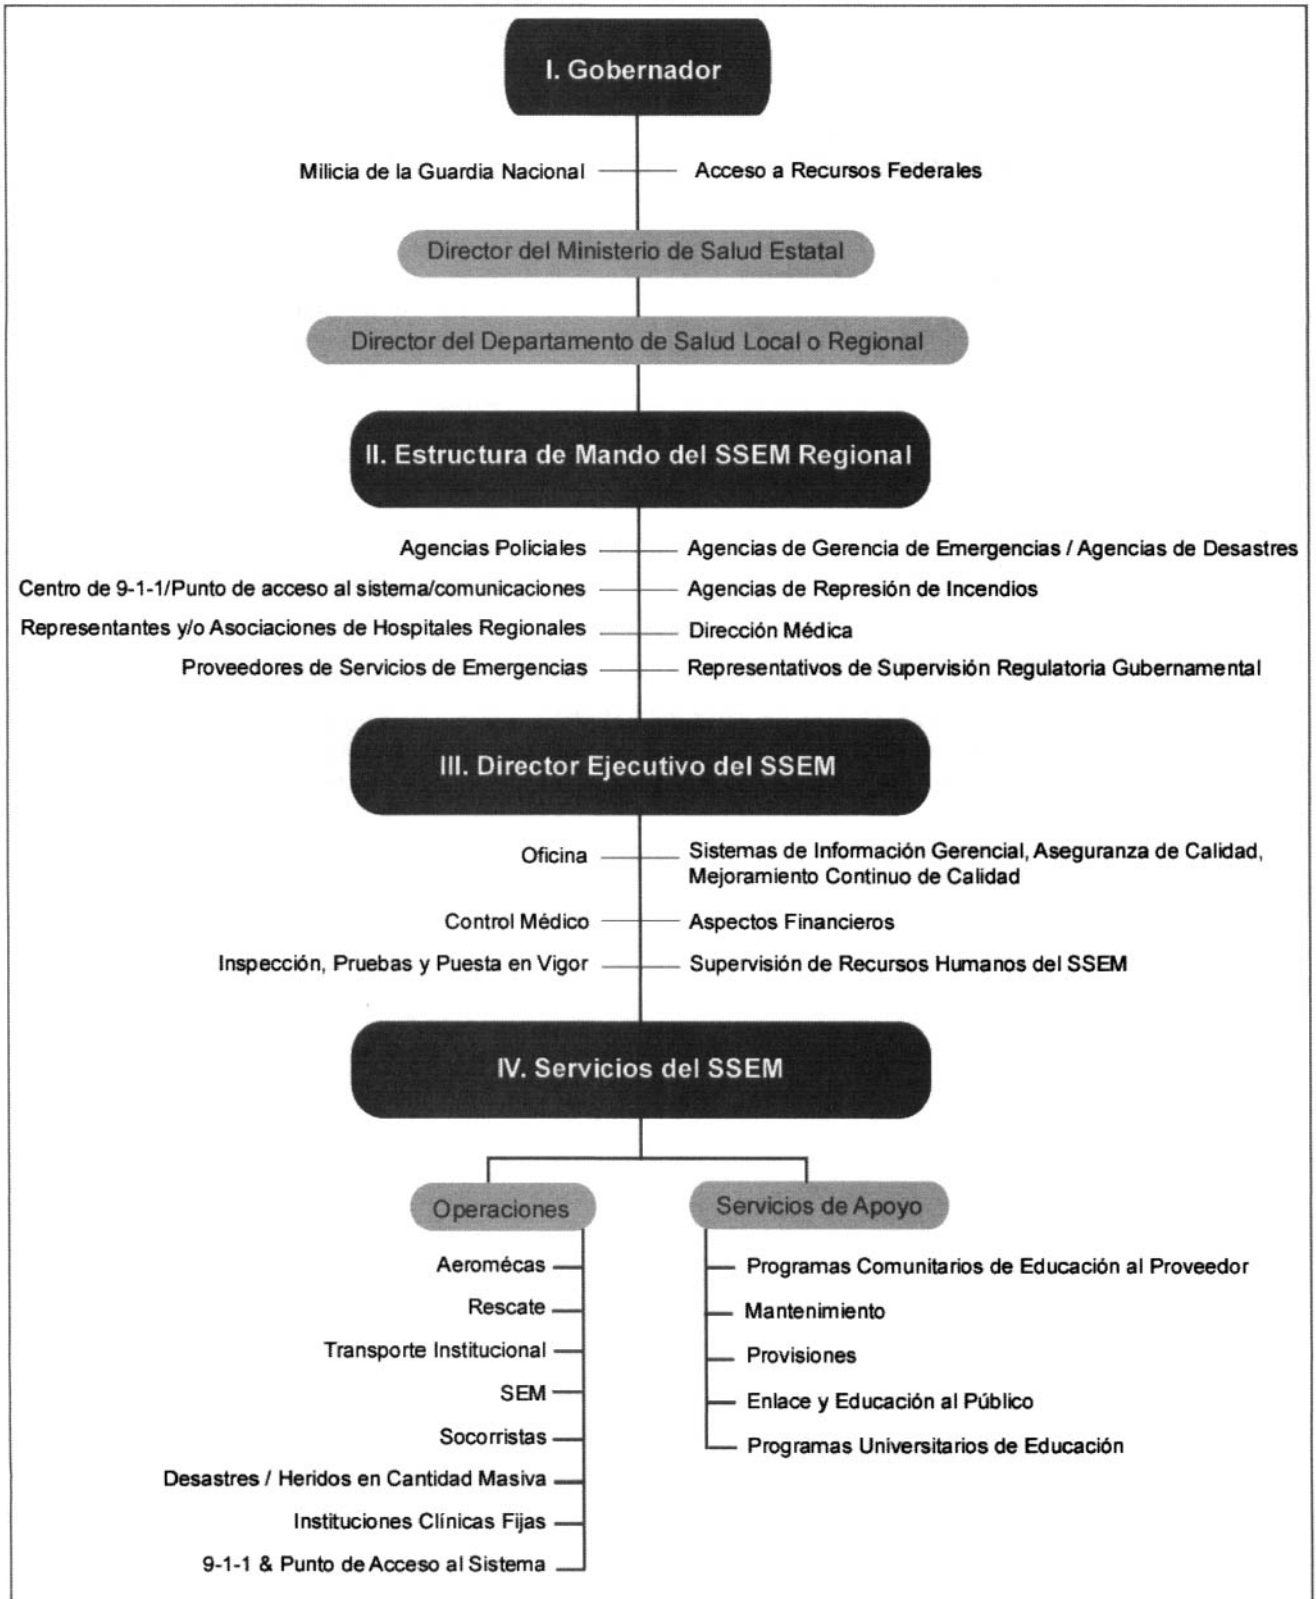 I. Gobernador
Milicia de la Guardia Nacional
Acceso a Recursos Federales
Director del Ministerio de Salud Estatal
Director del Departamento de Salud Local o Regional
II. Estructura de Mando del SSEM Regional
Agencias Policiales
Agencias de Gerencia de Emergencias / Agencias de Desastres
Centro de 9-1-1/Punto de acceso al sistema/comunicaciones
Agencias de Represión de Incendios
Representantes y/o Asociaciones de Hospitales Regionales
Dirección Médica
Proveedores de Servicios de Emergencias
Representativos de Supervisión Regulatoria Gubernamental
III. Director Ejecutivo del SSEM
Oficina
Sistemas de Información Gerencial, Aseguranza de Calidad,
Mejoramiento Continuo de Calidad
Control Médico
Aspectos Financieros
Inspección, Pruebas y Puesta en Vigor
Supervisión de Recursos Humanos del SSEM
IV. Servicios del SSEM
Operaciones
Aeromécas
Rescate
Transporte Institucional
SEM
Socorristas
Desastres / Heridos en Cantidad Masiva
Instituciones Clínicas Fijas
9-1-1 & Punto de Acceso al Sistema
Servicios de Apoyo
Programas Comunitarios de Educación al Proveedor
Mantenimiento
Provisiones
Enlace y Educación al Público
Programas Universitarios de Educación